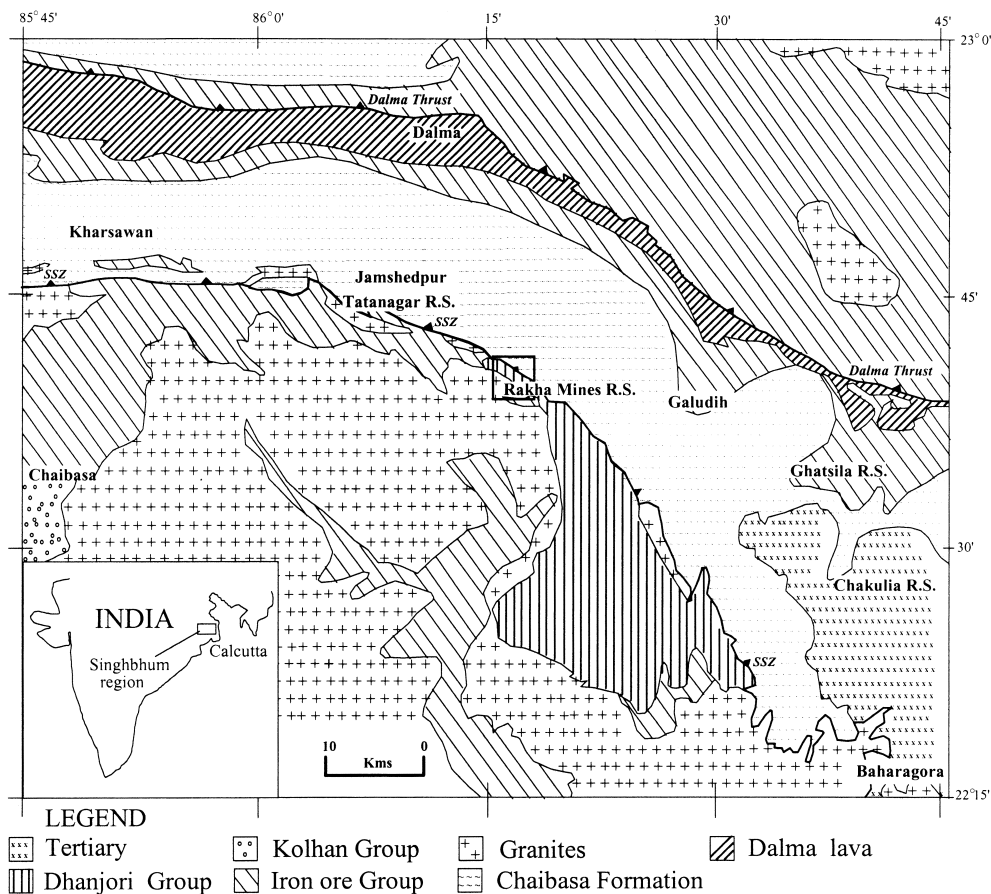 85°45' 86°0' 15' 30' 45'
23°0'
Dalma Thrust
Dalma
Kharsawan
SSZ
Jamshedpur
Tatanagar R.S.
45'
SSZ
Dalma Thrust
Rakha Mines R.S.
Galudih
Chaibasa
Ghatsila R.S.
30'
Chakulia R.S.
INDIA
Calcutta
Singhbhum
region
SSZ
10 0
Kms
Baharagora
22°15'
LEGEND
Tertiary Kolhan Group Granites Dalma lava
Dhanjori Group Iron ore Group Chaibasa Formation